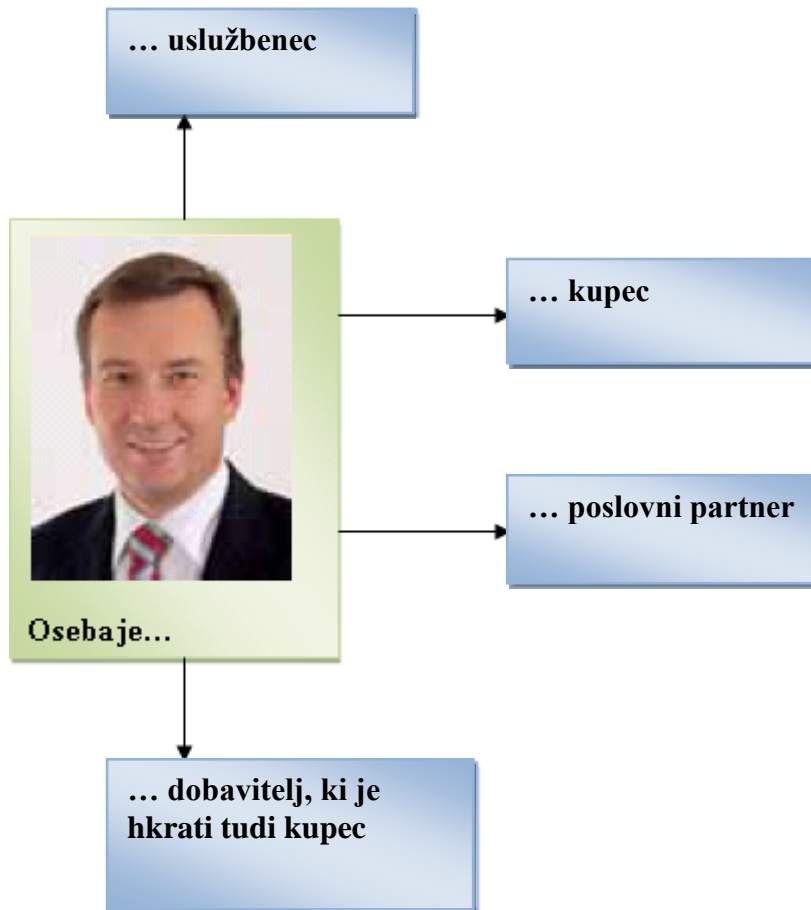 … uslužbenec
… kupec
… poslovni partner
Oseba je…
… dobavitelj, ki je
hkrati tudi kupec